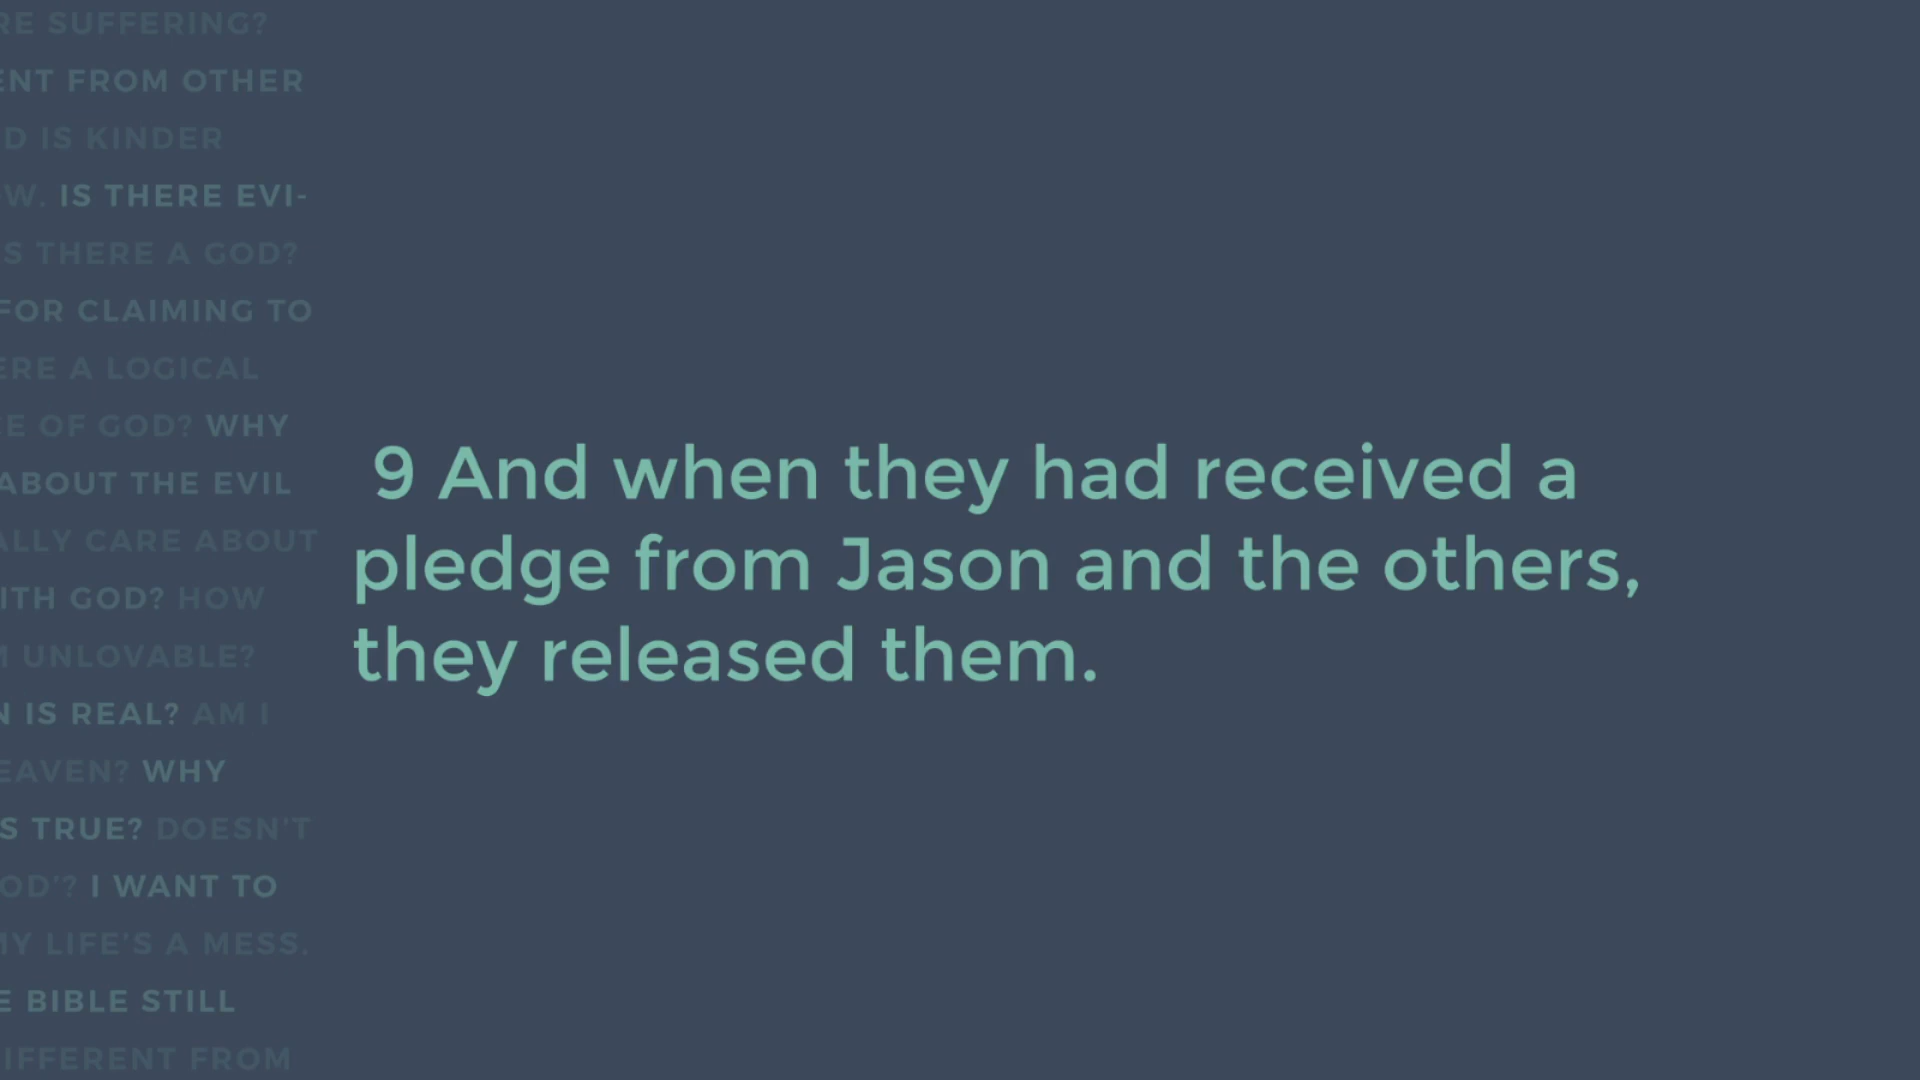 RE SUFFERING?
ENT FROM OTHER
D IS KINDER
OW. IS THERE EVI-
S THERE A GOD?
FOR CLAIMING TO
ERE A LOGICAL
CE OF GOD? WHY
ABOUT THE EVIL
ALLY CARE ABOUT
ITH GOD? HOW
M UNLOVABLE?
N IS REAL? AM I
EAVEN? WHY
S TRUE? DOESN'T
OD'? I WANT TO
MY LIFE'S A MESS.
E BIBLE STILL
IFFERENT FROM
9 And when they had received a
pledge from Jason and the others,
they released them.